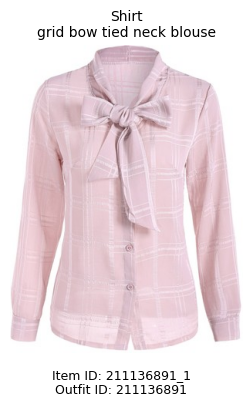 Shirt
grid bow tied neck blouse
Item ID: 211136891_1
Outfit ID: 211136891